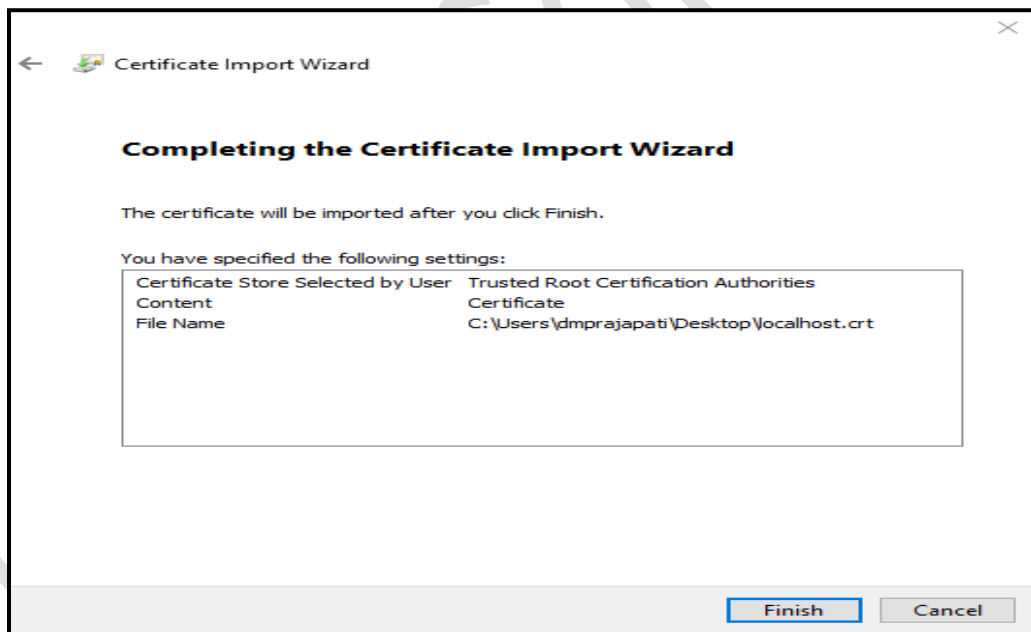 Certificate Import Wizard
Completing the Certificate Import Wizard
The certificate will be imported after you click Finish.
You have specified the following settings:
Certificate Store Selected by User Trusted Root Certification Authorities
Content Certificate
File Name C:\Users\dmprajapati\Desktop\localhost.crt
Finish Cancel